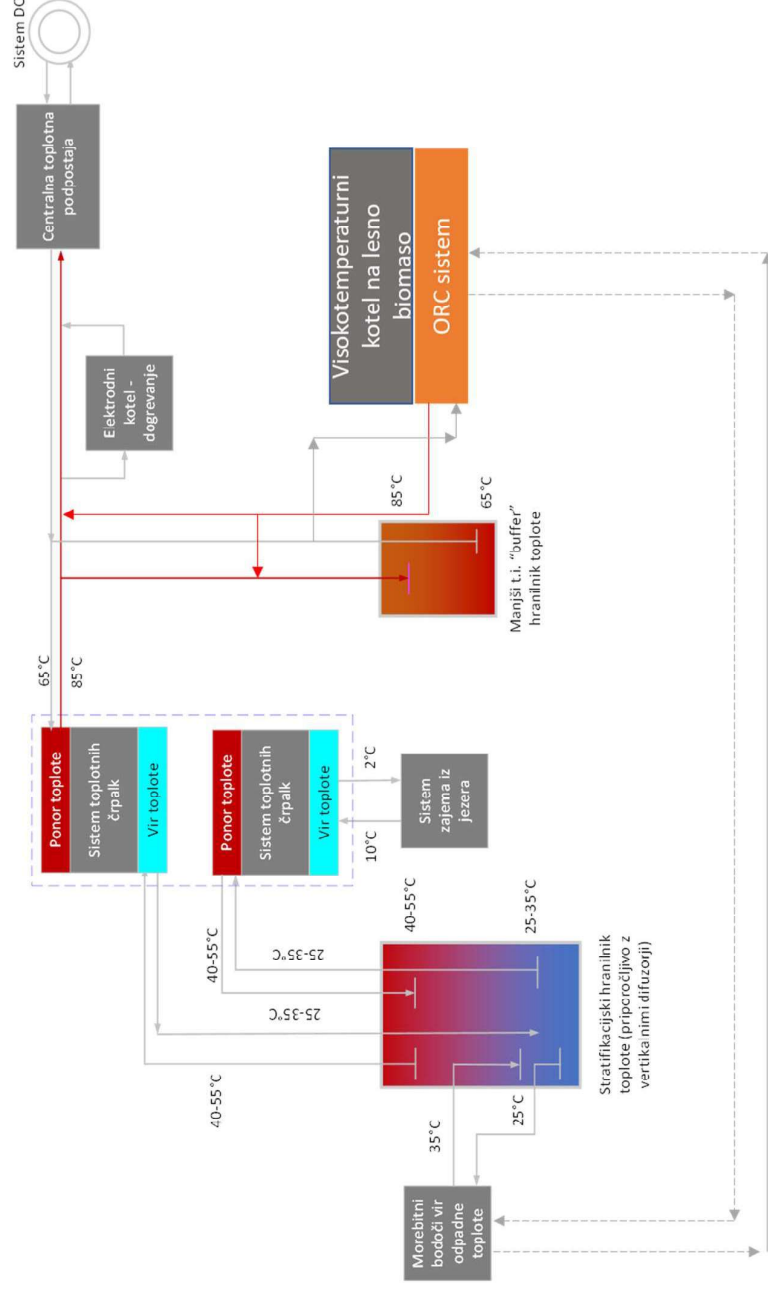 Sistem DO
Centralna toplotna
podpostaja
Elektrodni
kotel -
dogrevanje
Visokotemperaturni
kotel na lesno
biomaso
ORC sistem
85°C
65°C
Manjši t.i. “buffer”
hranilnik toplote
65°C
85°C
Ponor toplote
Sistem toplotnih
črpalk
Vir toplote
Ponor toplote
Sistem toplotnih
črpalk
Vir toplote
10°C
2°C
Sistem
zajema iz
jezera
40-55°C
25-35°C
40-55°C
25-35°C
40-55°C
25-35°C
Stratifikacijski hranilnik
toplote (priporočljivo z
vertikalnimi difuzorji)
35°C
25°C
Morebitni
bodoči vir
odpadne
toplote